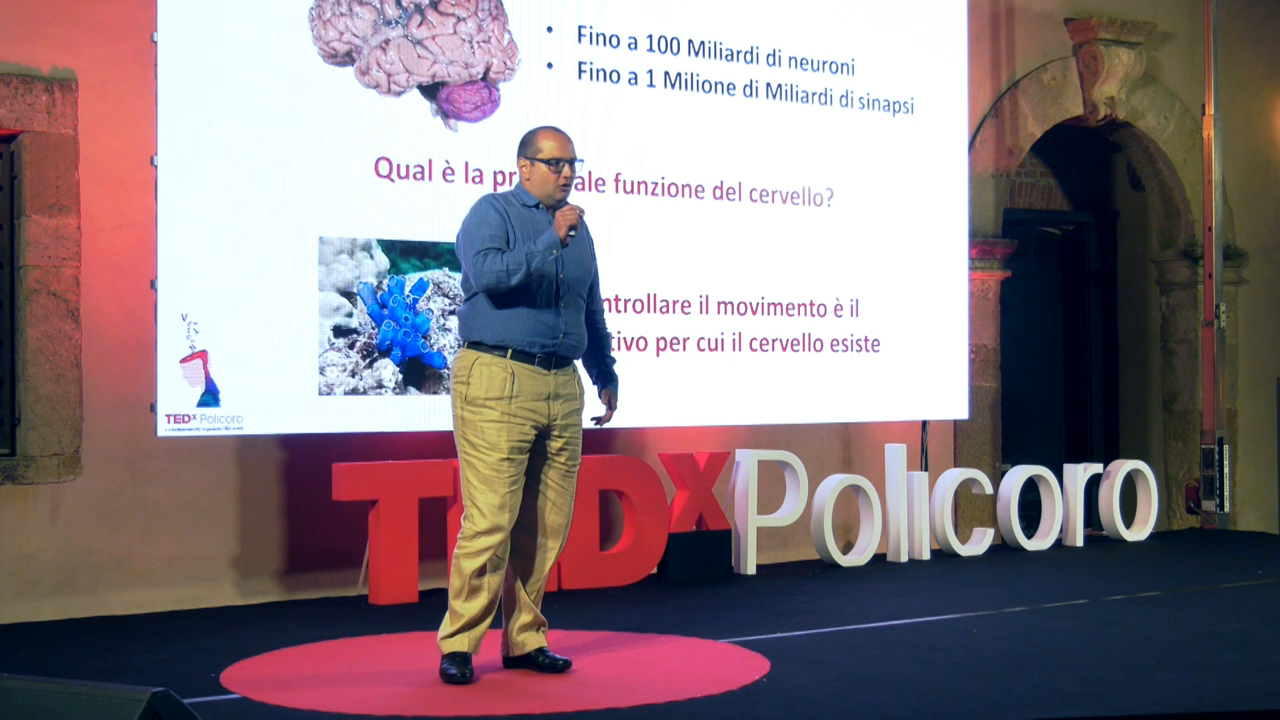 • Fino a 100 Miliardi di neuroni
• Fino a 1 Milione di Miliardi di sinapsi
Qual è la pr ale funzione del cervello?
ntrollare il movimento è il
tivo per cui il cervello esiste
TEDx Policoro
TEDxPolicoro